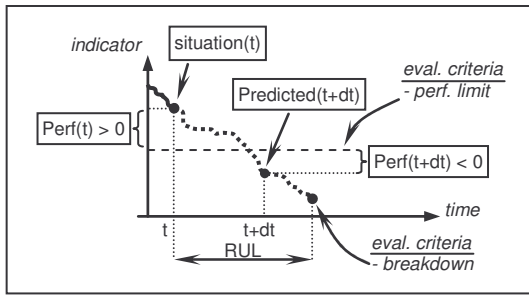 indicator
situation(t)
eval. criteria
- perf. limit
Predicted(t+dt)
Perf(t) > 0
Perf(t+dt) < 0
time
t
t+dt
RUL
eval. criteria
- breakdown